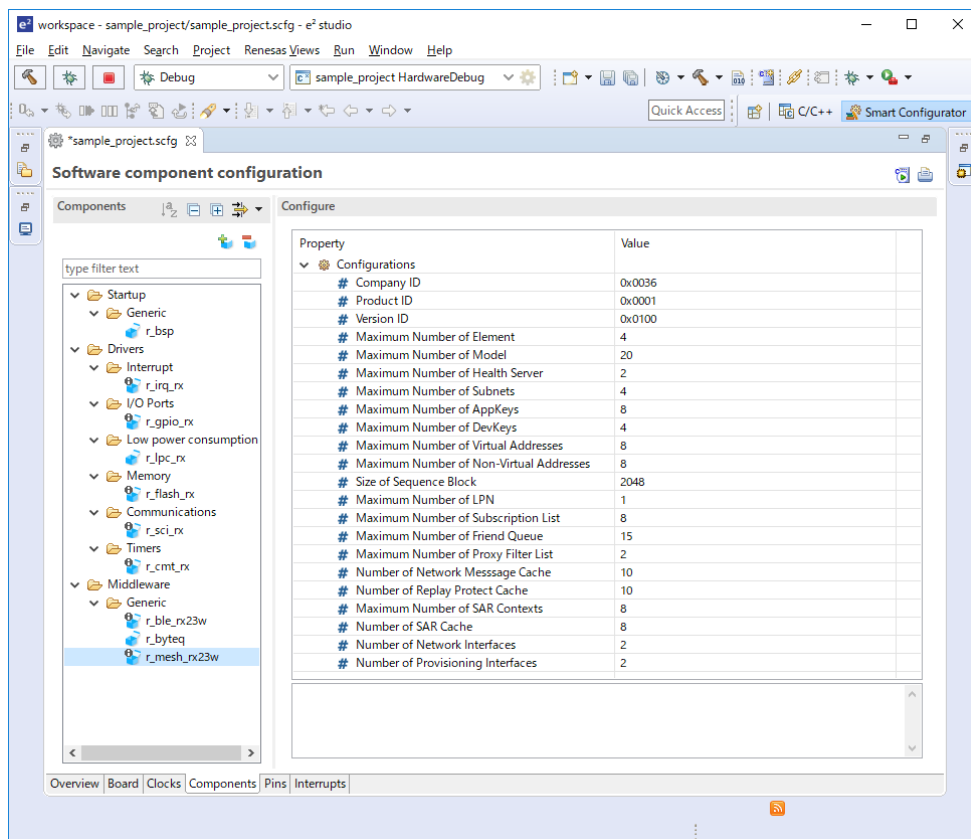 workspace - sample_project/sample_project.scfg - e² studio
File Edit Navigate Search Project Renesas Views Run Window Help
Debug sample_project HardwareDebug
Quick Access C/C++ Smart Configurator
*sample_project.scfg
Software component configuration
Components
Configure
type filter text
Startup
Generic
r_bsp
Drivers
Interrupt
r_irq_rx
I/O Ports
r_gpio_rx
Low power consumption
r_lpc_rx
Memory
r_flash_rx
Communications
r_sci_rx
Timers
r_cmt_rx
Middleware
Generic
r_ble_rx23w
r_byteq
r_mesh_rx23w
Property Value
Configurations
# Company ID 0x0036
# Product ID 0x0001
# Version ID 0x0100
# Maximum Number of Element 4
# Maximum Number of Model 20
# Maximum Number of Health Server 2
# Maximum Number of Subnets 4
# Maximum Number of AppKeys 8
# Maximum Number of DevKeys 4
# Maximum Number of Virtual Addresses 8
# Maximum Number of Non-Virtual Addresses 8
# Size of Sequence Block 2048
# Maximum Number of LPN 1
# Maximum Number of Subscription List 8
# Maximum Number of Friend Queue 15
# Maximum Number of Proxy Filter List 2
# Number of Network Messsage Cache 10
# Number of Replay Protect Cache 10
# Maximum Number of SAR Contexts 8
# Number of SAR Cache 8
# Number of Network Interfaces 2
# Number of Provisioning Interfaces 2
Overview Board Clocks Components Pins Interrupts